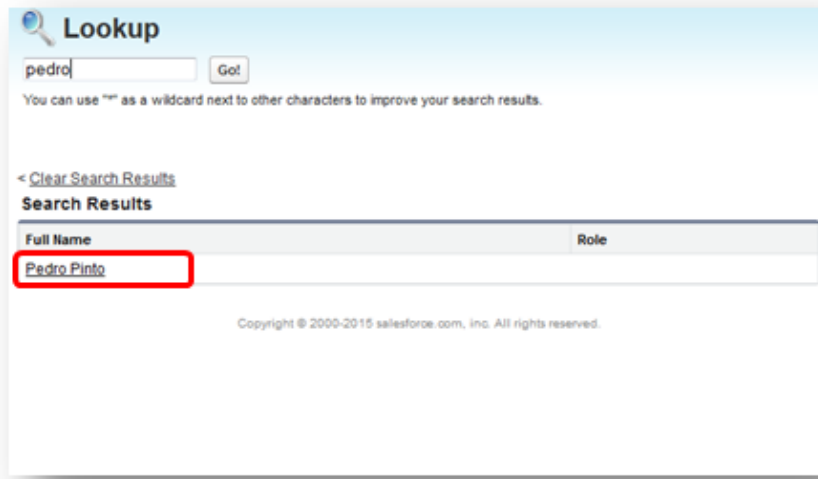 Lookup
pedro
Go!
You can use "*" as a wildcard next to other characters to improve your search results.
< Clear Search Results
Search Results
Full Name Role
Pedro Pinto
Copyright © 2000-2015 salesforce.com, inc. All rights reserved.